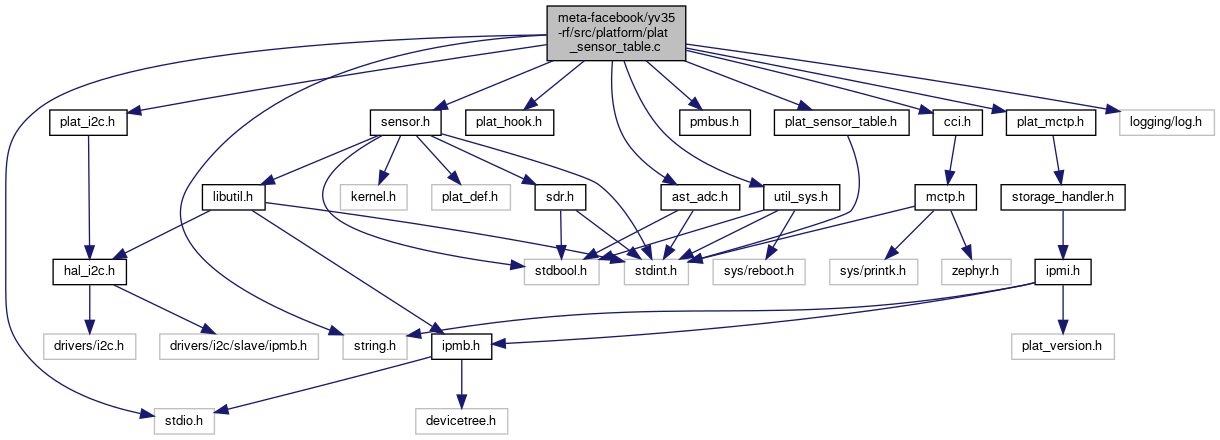 meta-facebook/yv35
-rf/src/platform/plat
_sensor_table.c
plat_i2c.h
sensor.h
plat_hook.h
pmbus.h
plat_sensor_table.h
cci.h
plat_mctp.h
logging/log.h
libutil.h
kernel.h
plat_def.h
sdr.h
ast_adc.h
util_sys.h
mctp.h
storage_handler.h
hal_i2c.h
stdbool.h
stdint.h
sys/reboot.h
sys/printk.h
zephyr.h
ipmi.h
drivers/i2c.h
drivers/i2c/slave/ipmb.h
string.h
ipmb.h
plat_version.h
stdio.h
devicetree.h